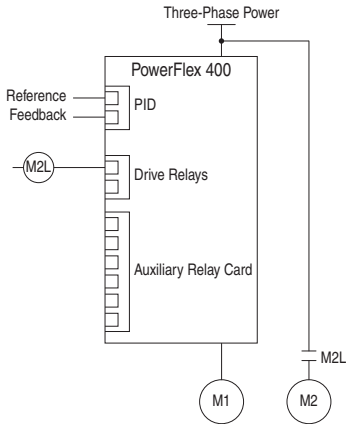 Three-Phase Power
PowerFlex 400
Reference
Feedback
PID
M2L
Drive Relays
Auxiliary Relay Card
M2L
M1
M2